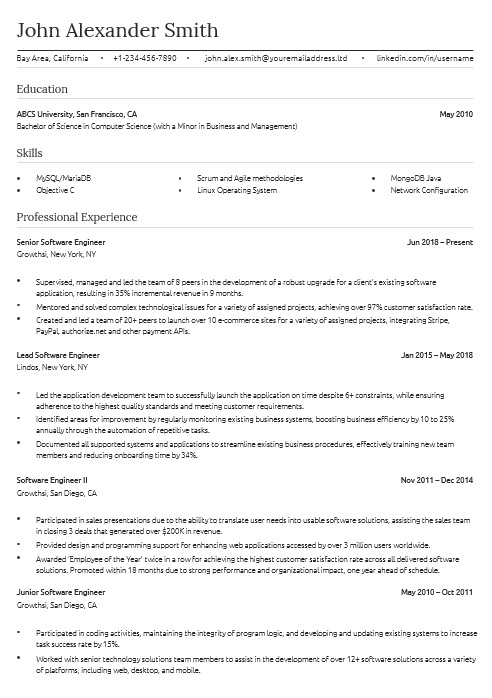 John Alexander Smith
Bay Area, California • +1-234-456-7890 • john.alex.smith@youremailaddress.ltd • linkedin.com/in/username
Education
ABCS University, San Francisco, CA May 2010
Bachelor of Science in Computer Science (with a Minor in Business and Management)
Skills
• MySQL/MariaDB • Scrum and Agile methodologies • MongoDB Java
• Objective C • Linux Operating System • Network Configuration
Professional Experience
Senior Software Engineer Jun 2018 – Present
Growthsi, New York, NY
• Supervised, managed and led the team of 8 peers in the development of a robust upgrade for a client's existing software
application, resulting in 35% incremental revenue in 9 months.
• Mentored and solved complex technological issues for a variety of assigned projects, achieving over 97% customer satisfaction rate.
• Created and led a team of 20+ peers to launch over 10 e-commerce sites for a variety of assigned projects, integrating Stripe,
PayPal, authorize.net and other payment APIs.
Lead Software Engineer Jan 2015 – May 2018
Lindos, New York, NY
• Led the application development team to successfully launch the application on time despite 6+ constraints, while ensuring
adherence to the highest quality standards and meeting customer requirements.
• Identified areas for improvement by regularly monitoring existing business systems, boosting business efficiency by 10 to 25%
annually through the automation of repetitive tasks.
• Documented all supported systems and applications to streamline existing business procedures, effectively training new team
members and reducing onboarding time by 34%.
Software Engineer II Nov 2011 – Dec 2014
Growthsi, San Diego, CA
• Participated in sales presentations due to the ability to translate user needs into usable software solutions, assisting the sales team
in closing 3 deals that generated over $200K in revenue.
• Provided design and programming support for enhancing web applications accessed by over 3 million users worldwide.
• Awarded 'Employee of the Year' twice in a row for achieving the highest customer satisfaction rate across all delivered software
solutions. Promoted within 18 months due to strong performance and organizational impact, one year ahead of schedule.
Junior Software Engineer May 2010 – Oct 2011
Growthsi, San Diego, CA
• Participated in coding activities, maintaining the integrity of program logic, and developing and updating existing systems to increase
task success rate by 15%.
• Worked with senior technology solutions team members to assist in the development of over 12+ software solutions across a variety
of platforms, including web, desktop, and mobile.